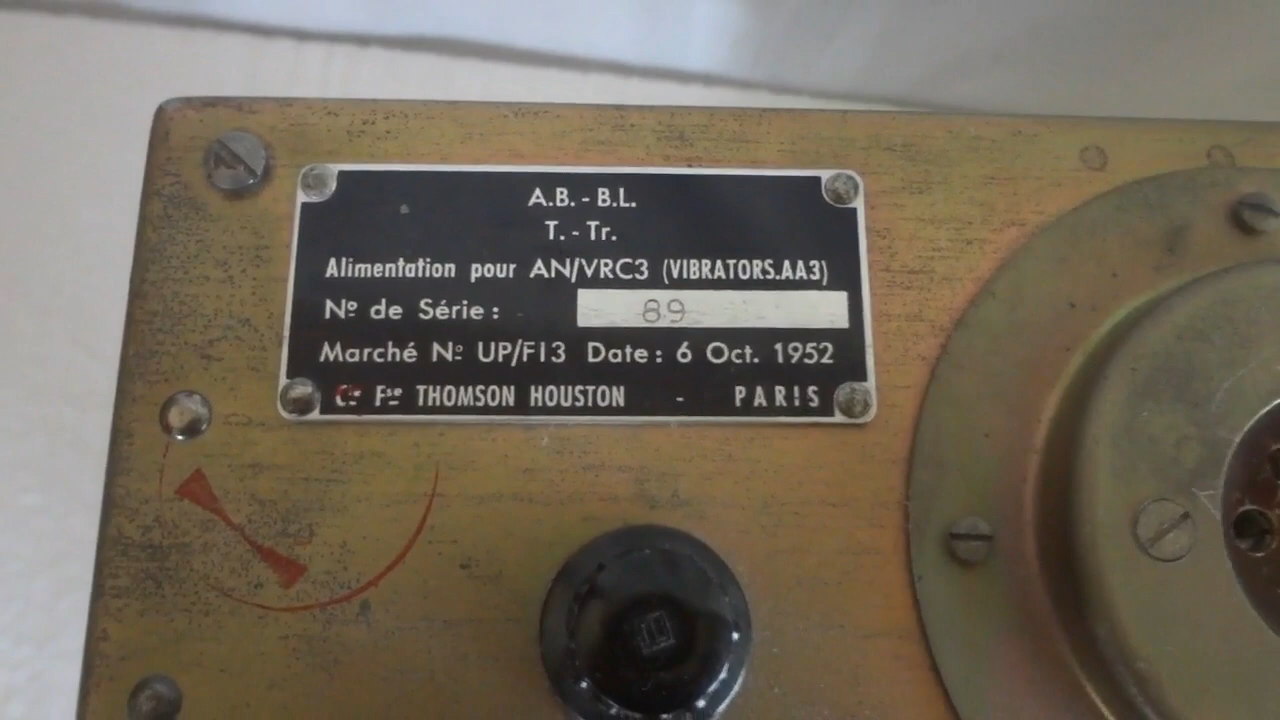 A.B. - B.L.
T. - Tr.
Alimentation pour AN/VRC3 (VIBRATORS.AA3)
Nº de Série : 89
Marché Nº UP/F13 Date : 6 Oct. 1952
Cie Fse THOMSON HOUSTON - PARIS